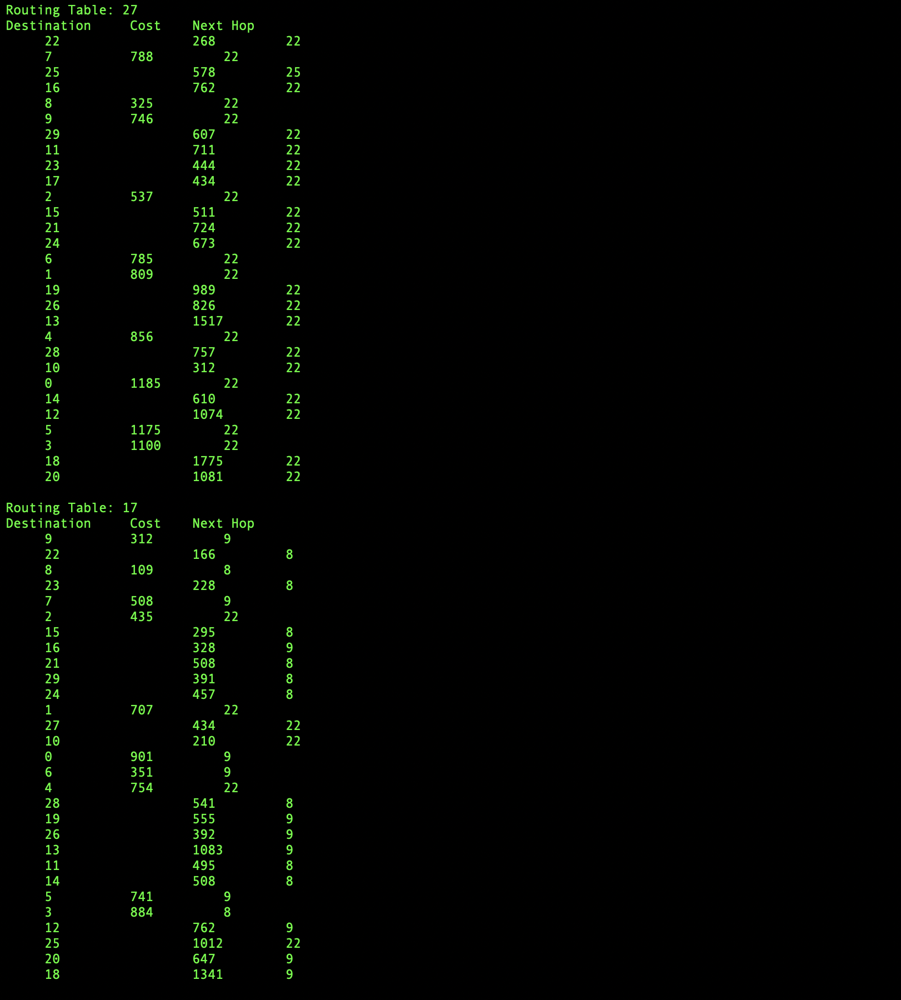 Routing Table: 27
Destination Cost Next Hop
22 268 22
7 788 22
25 578 25
16 762 22
8 325 22
9 746 22
29 607 22
11 711 22
23 444 22
17 434 22
2 537 22
15 511 22
21 724 22
24 673 22
6 785 22
1 809 22
19 989 22
26 826 22
13 1517 22
4 856 22
28 757 22
10 312 22
0 1185 22
14 610 22
12 1074 22
5 1175 22
3 1100 22
18 1775 22
20 1081 22
Routing Table: 17
Destination Cost Next Hop
9 312 9
22 166 8
8 109 8
23 228 8
7 508 9
2 435 22
15 295 8
16 328 9
21 508 8
29 391 8
24 457 8
1 707 22
27 434 22
10 210 22
0 901 9
6 351 9
4 754 22
28 541 8
19 555 9
26 392 9
13 1083 9
11 495 8
14 508 8
5 741 9
3 884 8
12 762 9
25 1012 22
20 647 9
18 1341 9